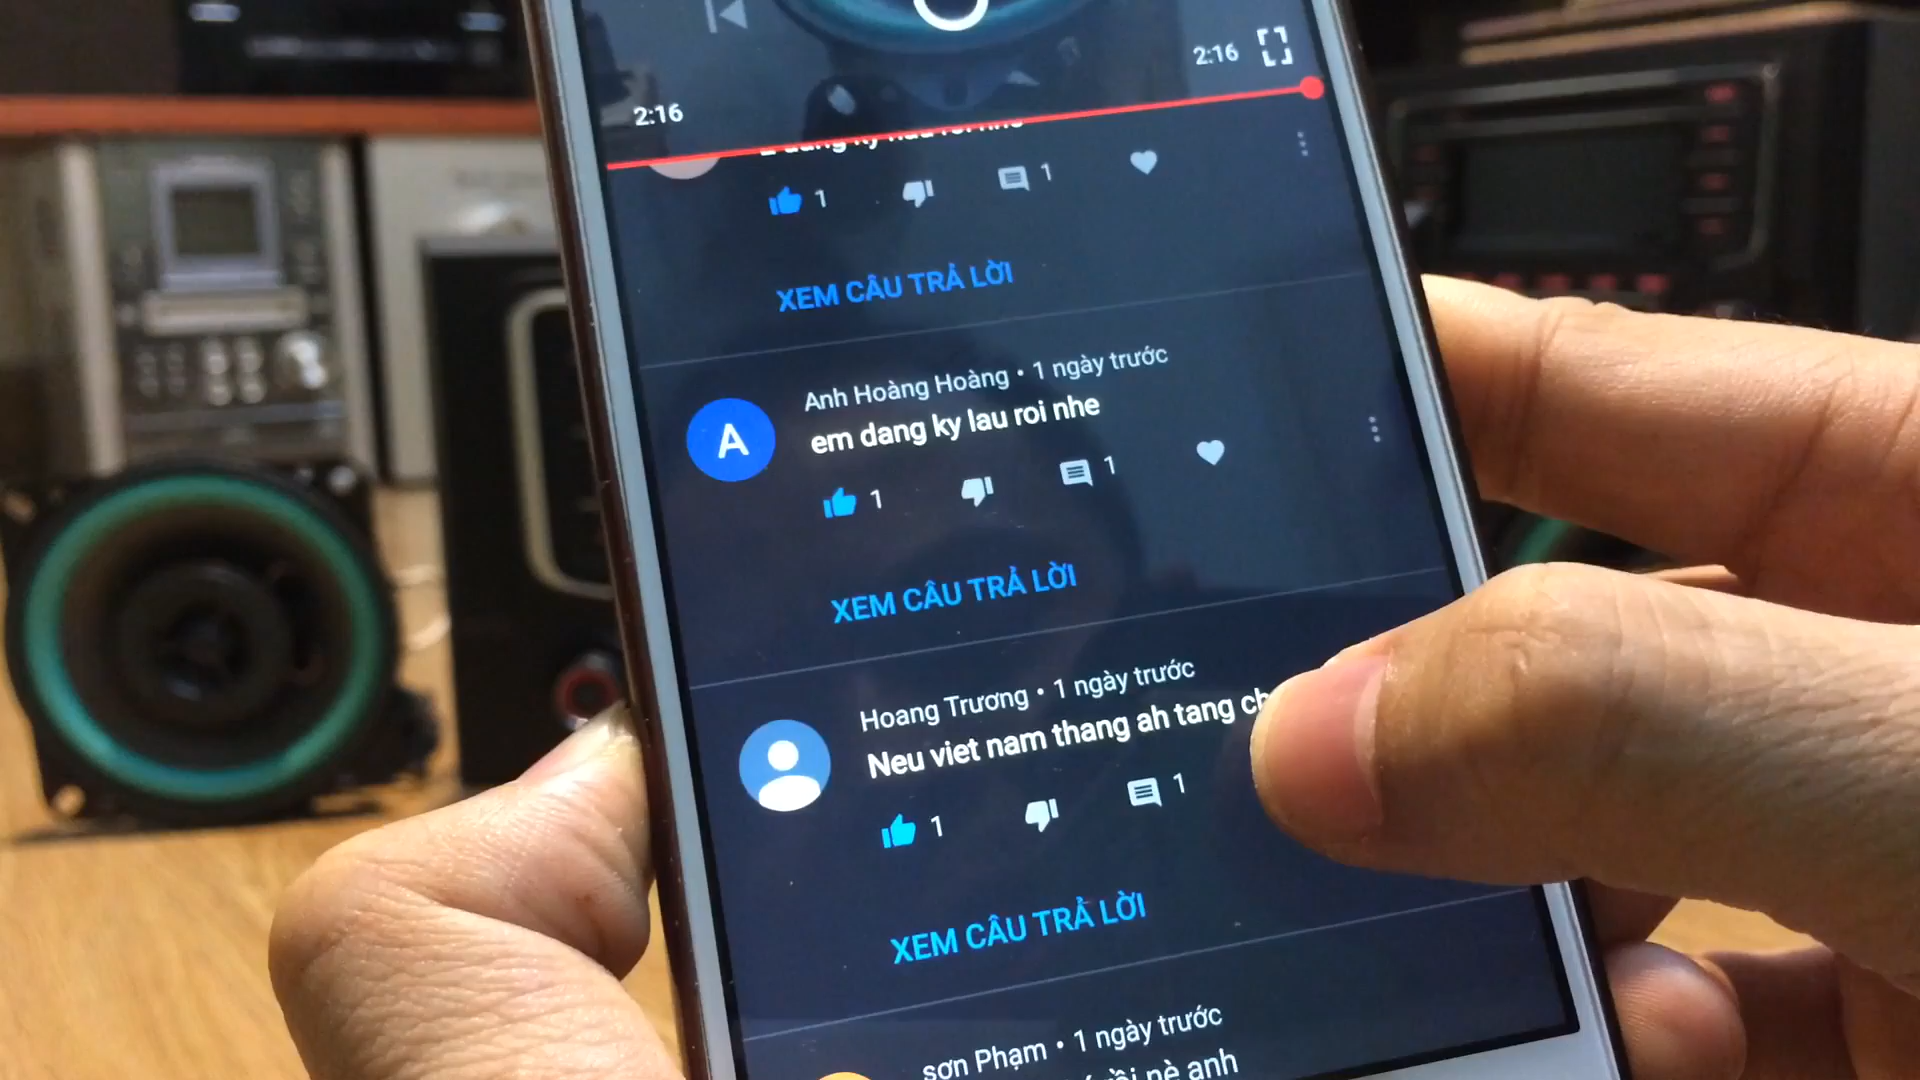 2:16
2:16
1
1
XEM CÂU TRẢ LỜI
Anh Hoàng Hoàng • 1 ngày trước
em dang ky lau roi nhe
1
1
XEM CÂU TRẢ LỜI
A
Hoang Trương • 1 ngày trước
Neu viet nam thang ah tang
1
1
XEM CÂU TRẢ LỜI
sơn Phạm • 1 ngày trước
nè anh